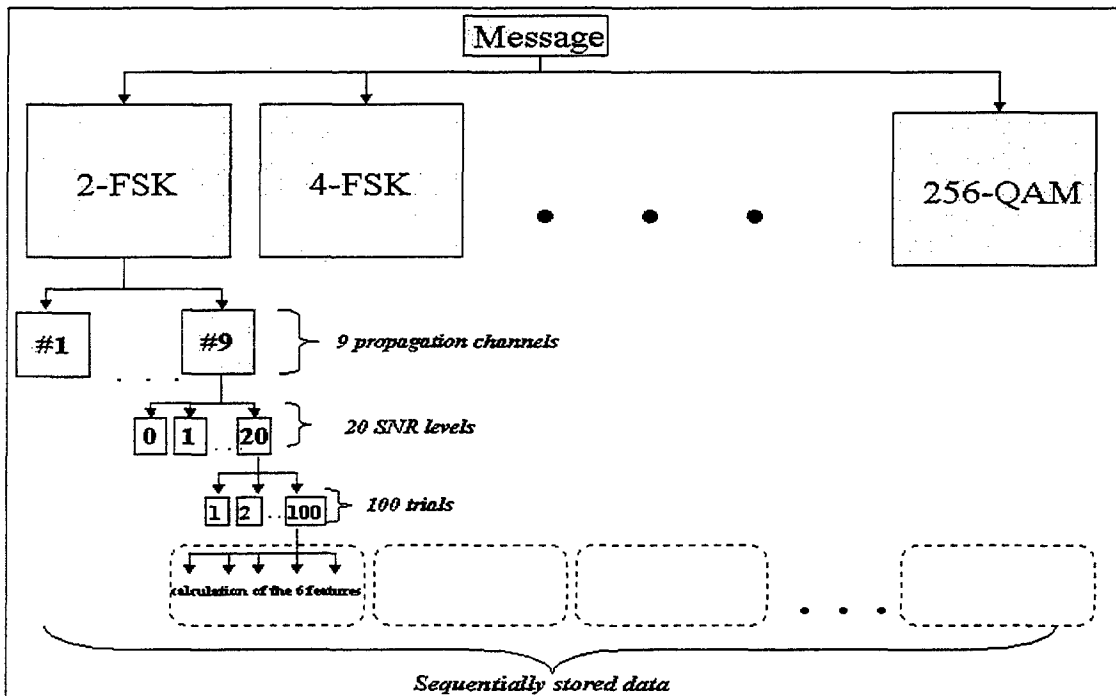 Message
2-FSK
4-FSK
• • •
256-QAM
#1
. . .
#9
9 propagation channels
0
1
...
20
20 SNR levels
1
2
...
100
100 trials
calculation of the 6 features
• • •
Sequentially stored data